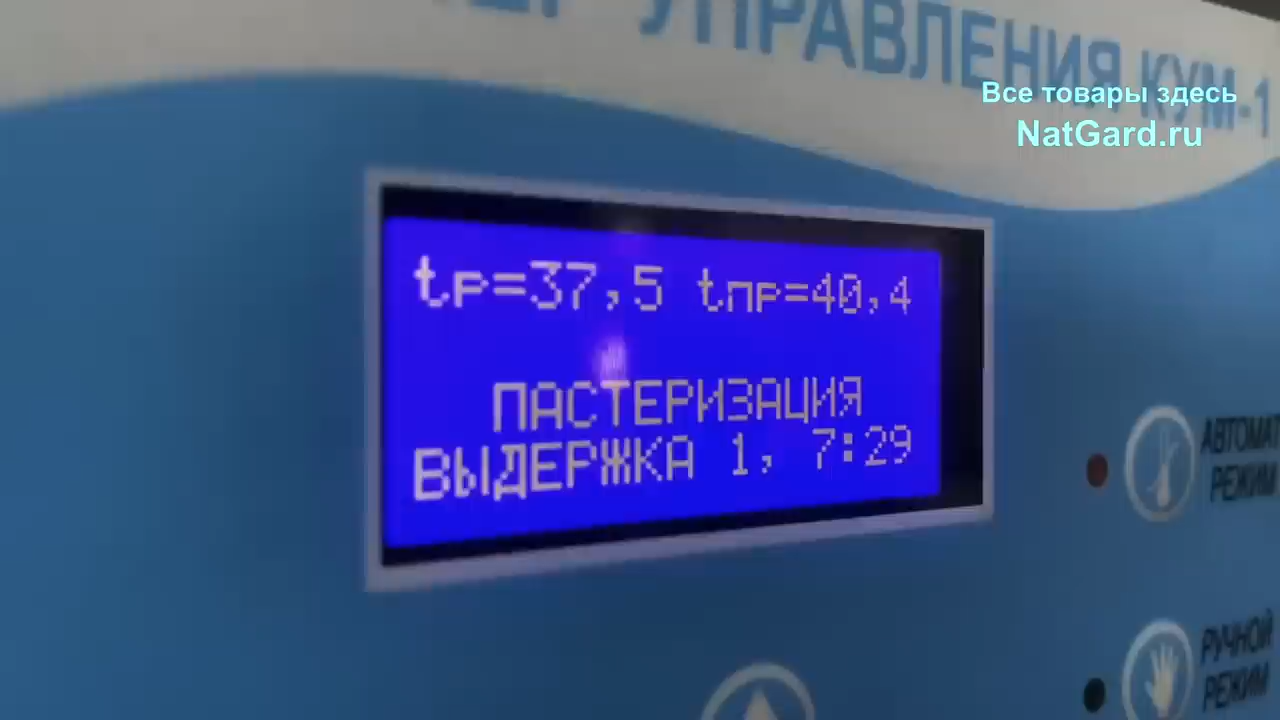 УПРАВЛЕНИЯ КУМ-1
Все товары здесь
NatGard.ru
tр=37,5 tпр=40,4
ПАСТЕРИЗАЦИЯ
ВЫДЕРЖКА 1, 7:29
РЕЖИМ
РУЧНОЙ
РЕЖИМ